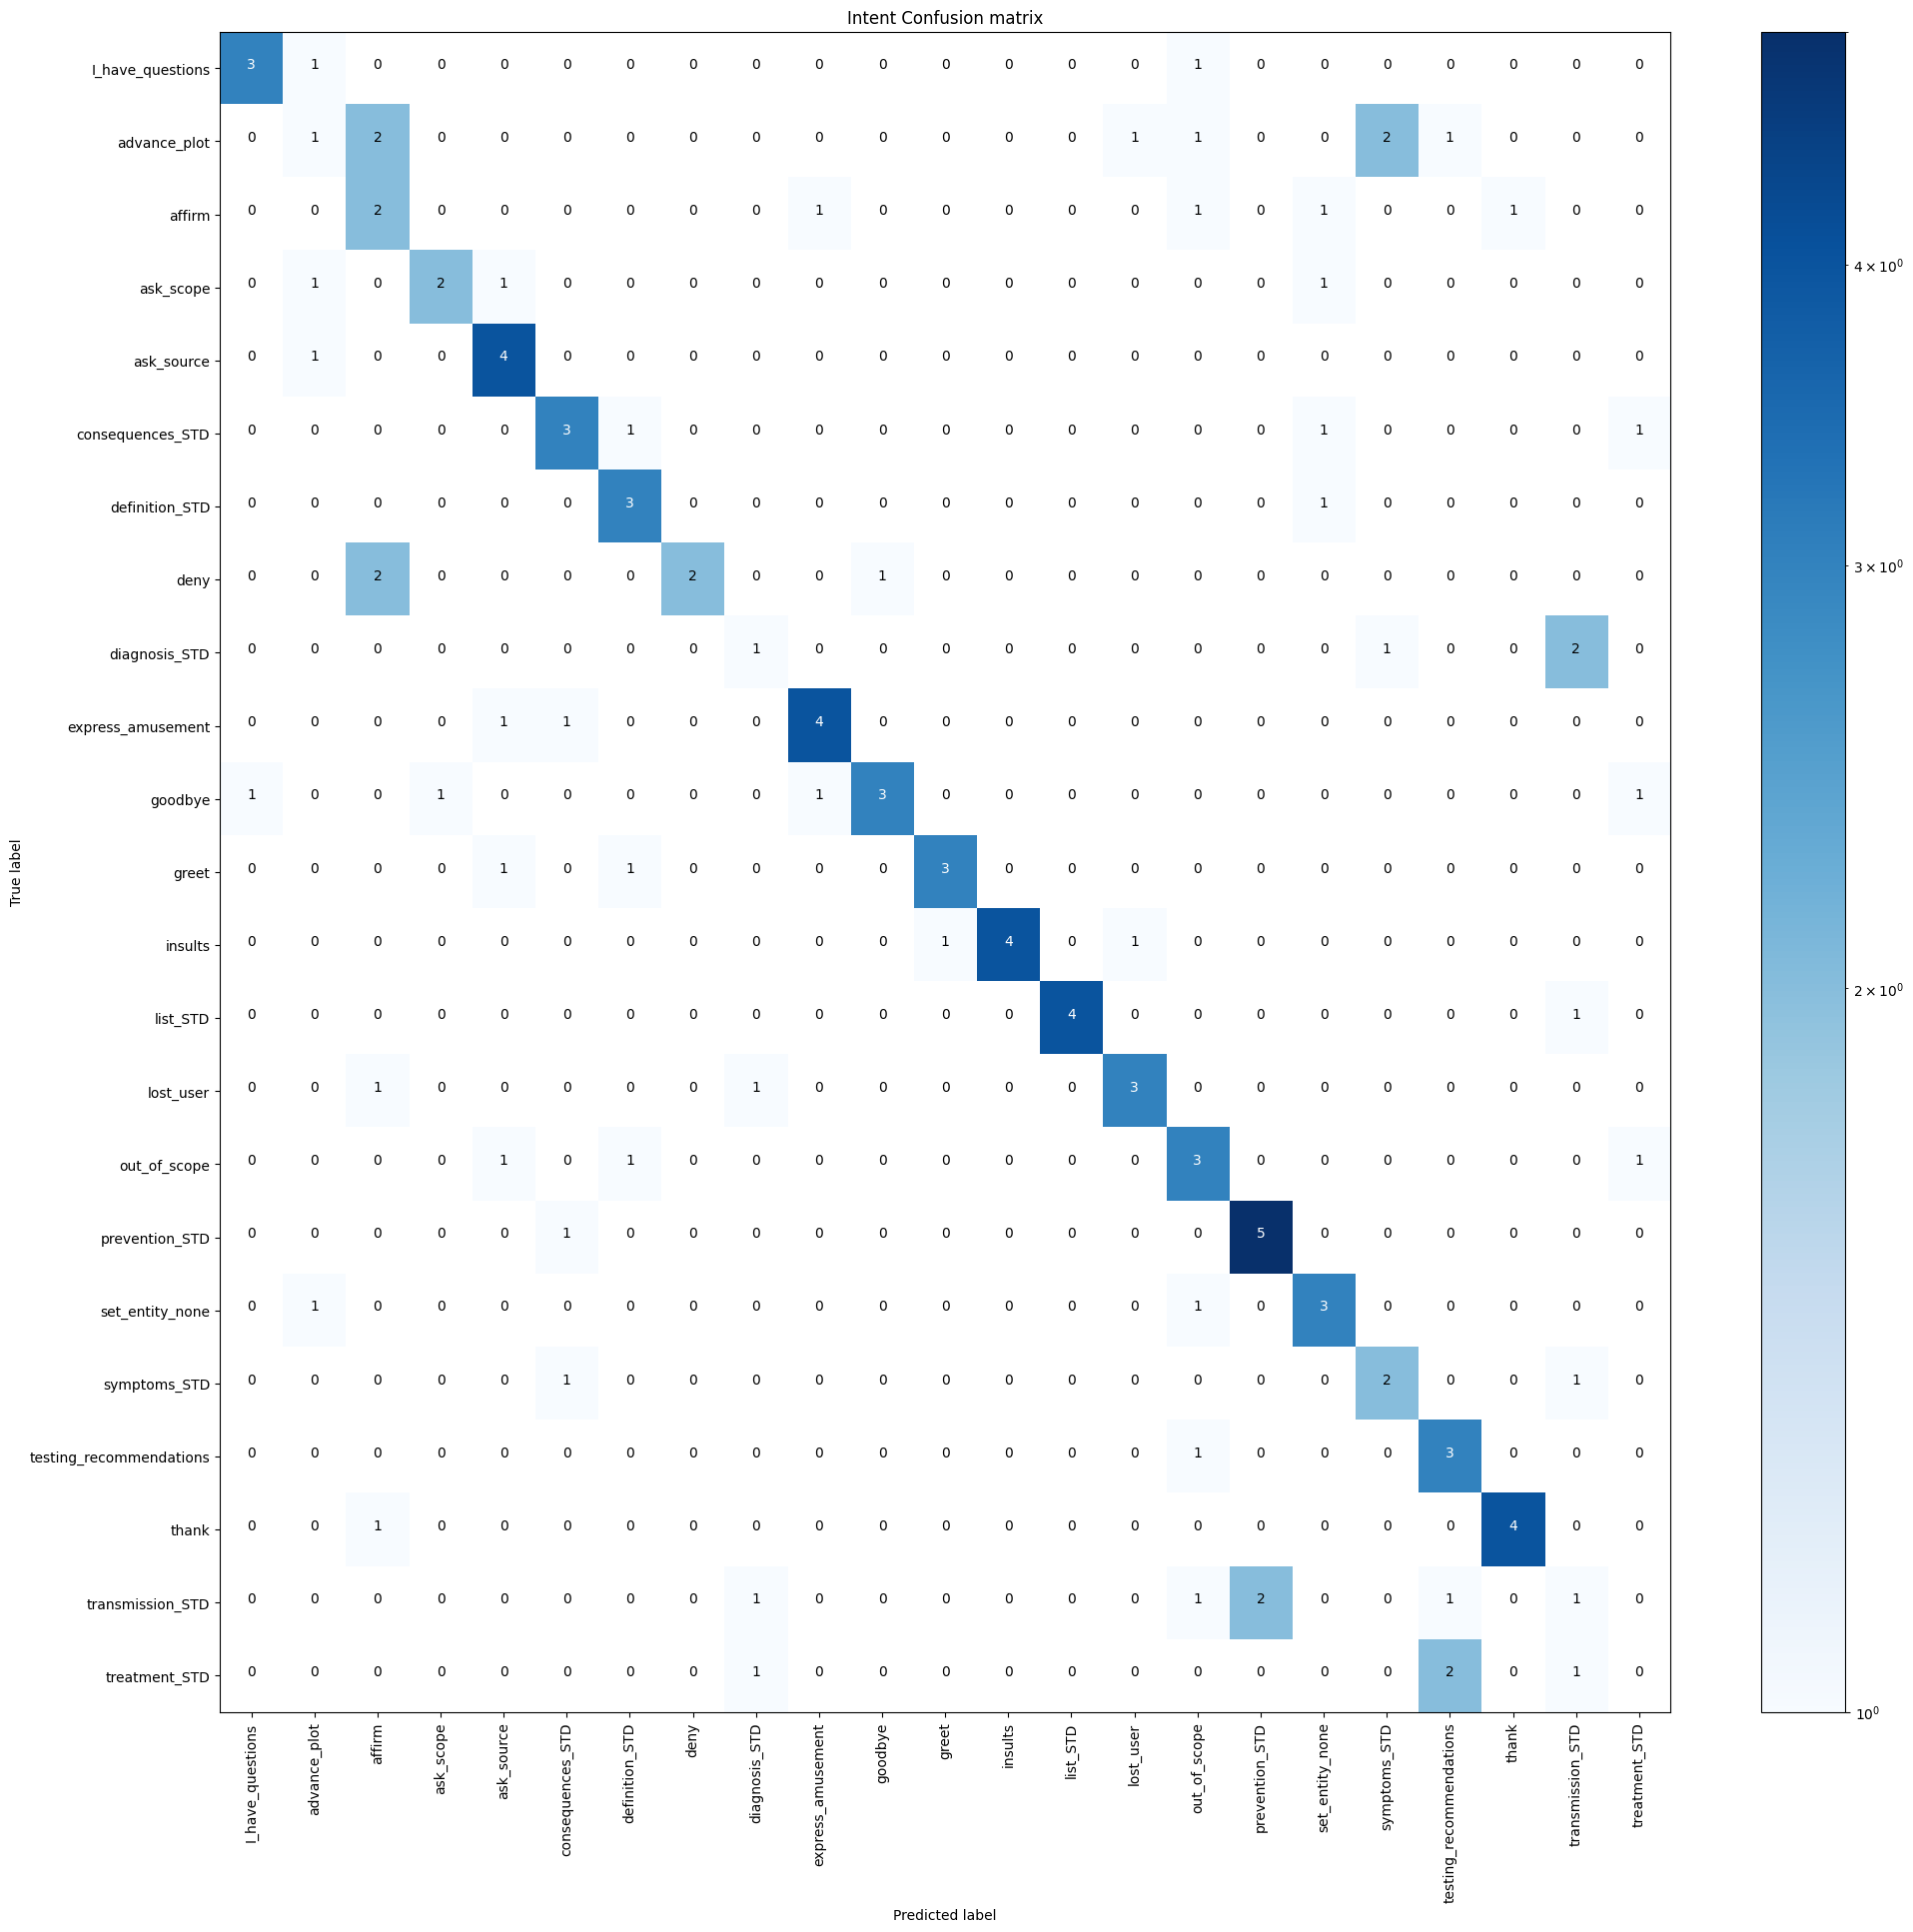 Intent Confusion matrix
I_have_questions 3 1 0 0 0 0 0 0 0 0 0 0 0 0 0 1 0 0 0 0 0 0 0
advance_plot 0 1 2 0 0 0 0 0 0 0 0 0 0 0 1 1 0 0 2 1 0 0 0
affirm 0 0 2 0 0 0 0 0 0 1 0 0 0 0 0 1 0 1 0 0 1 0 0
ask_scope 0 1 0 2 1 0 0 0 0 0 0 0 0 0 0 0 0 1 0 0 0 0 0
ask_source 0 1 0 0 4 0 0 0 0 0 0 0 0 0 0 0 0 0 0 0 0 0 0
consequences_STD 0 0 0 0 0 3 1 0 0 0 0 0 0 0 0 0 0 1 0 0 0 0 1
definition_STD 0 0 0 0 0 0 3 0 0 0 0 0 0 0 0 0 0 1 0 0 0 0 0
deny 0 0 2 0 0 0 0 2 0 0 1 0 0 0 0 0 0 0 0 0 0 0 0
diagnosis_STD 0 0 0 0 0 0 0 0 1 0 0 0 0 0 0 0 0 0 1 0 0 2 0
express_amusement 0 0 0 0 1 1 0 0 0 4 0 0 0 0 0 0 0 0 0 0 0 0 0
goodbye 1 0 0 1 0 0 0 0 0 1 3 0 0 0 0 0 0 0 0 0 0 0 1
greet 0 0 0 0 1 0 1 0 0 0 0 3 0 0 0 0 0 0 0 0 0 0 0
insults 0 0 0 0 0 0 0 0 0 0 0 1 4 0 1 0 0 0 0 0 0 0 0
list_STD 0 0 0 0 0 0 0 0 0 0 0 0 0 4 0 0 0 0 0 0 0 1 0
lost_user 0 0 1 0 0 0 0 0 1 0 0 0 0 0 3 0 0 0 0 0 0 0 0
out_of_scope 0 0 0 0 1 0 1 0 0 0 0 0 0 0 0 3 0 0 0 0 0 0 1
prevention_STD 0 0 0 0 0 1 0 0 0 0 0 0 0 0 0 0 5 0 0 0 0 0 0
set_entity_none 0 1 0 0 0 0 0 0 0 0 0 0 0 0 0 1 0 3 0 0 0 0 0
symptoms_STD 0 0 0 0 0 1 0 0 0 0 0 0 0 0 0 0 0 0 2 0 0 1 0
testing_recommendations 0 0 0 0 0 0 0 0 0 0 0 0 0 0 0 1 0 0 0 3 0 0 0
thank 0 0 1 0 0 0 0 0 0 0 0 0 0 0 0 0 0 0 0 0 4 0 0
transmission_STD 0 0 0 0 0 0 0 0 1 0 0 0 0 0 0 1 2 0 0 1 0 1 0
treatment_STD 0 0 0 0 0 0 0 0 1 0 0 0 0 0 0 0 0 0 0 2 0 1 0
True label
I_have_questions
advance_plot
affirm
ask_scope
ask_source
consequences_STD
definition_STD
deny
diagnosis_STD
express_amusement
goodbye
greet
insults
list_STD
lost_user
out_of_scope
prevention_STD
set_entity_none
symptoms_STD
testing_recommendations
thank
transmission_STD
treatment_STD
Predicted label
4 × 10⁰
3 × 10⁰
2 × 10⁰
10⁰